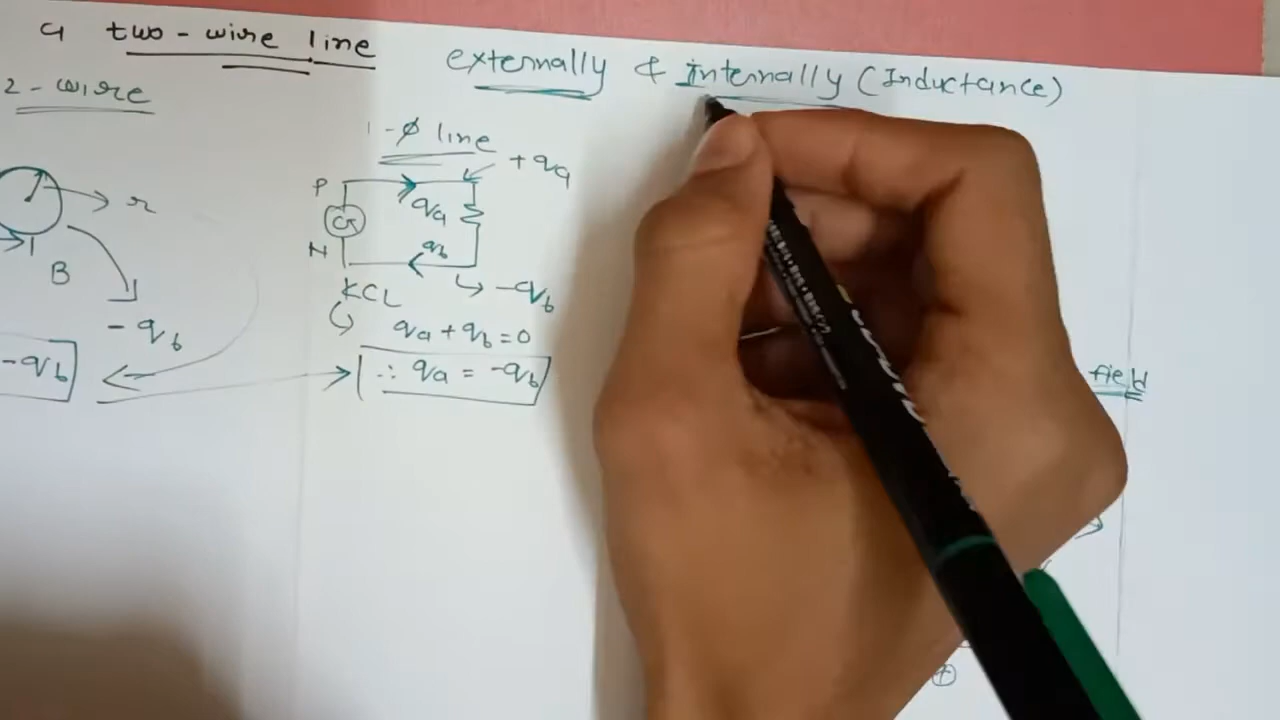 a two-wire line
externally & internally (Inductance)
2-wire
1-φ line
+qa
P
qa
G
r
N
qb
B
-qb
KCL
-qb
qa + qb = 0
-qb
∴ qa = -qb
field
+